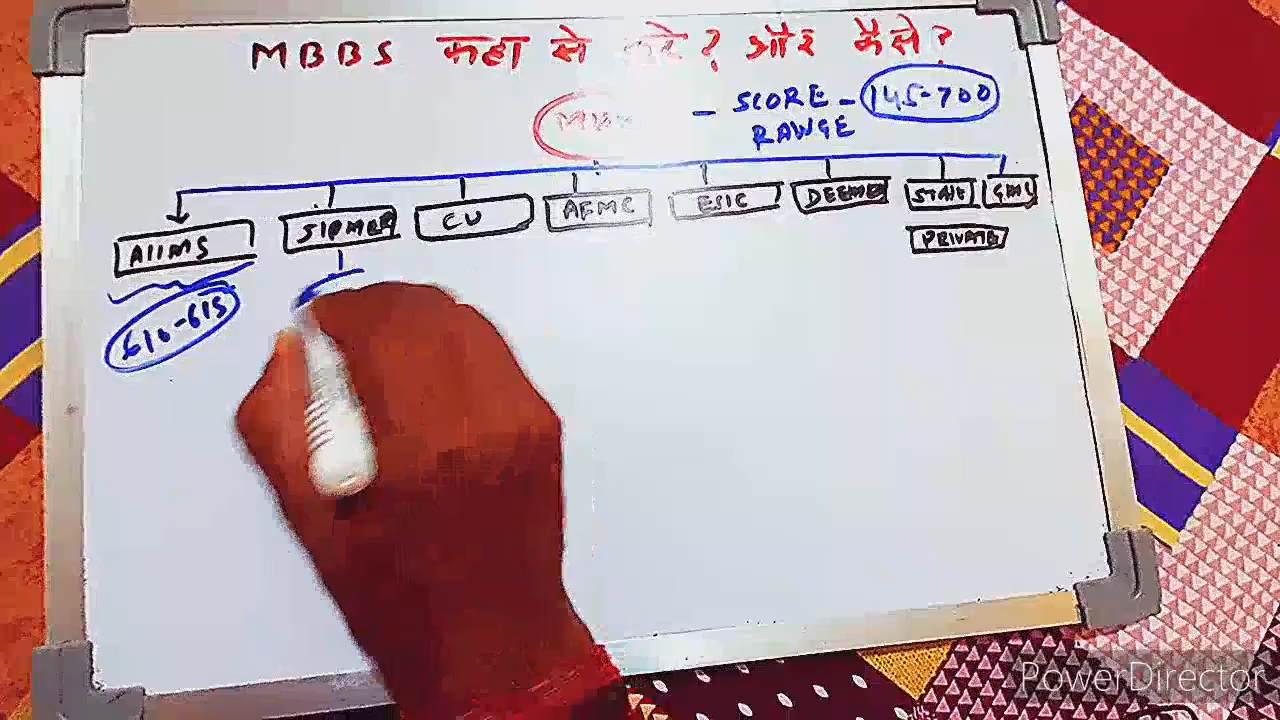 MBBS कहा से करे? और कैसे?
- SCORE - 145-700
RANGE
AIIMS JIPMER CU AFMC ESIC DEEMED STATE GMC
PRIVATE
610-615
PowerDirector